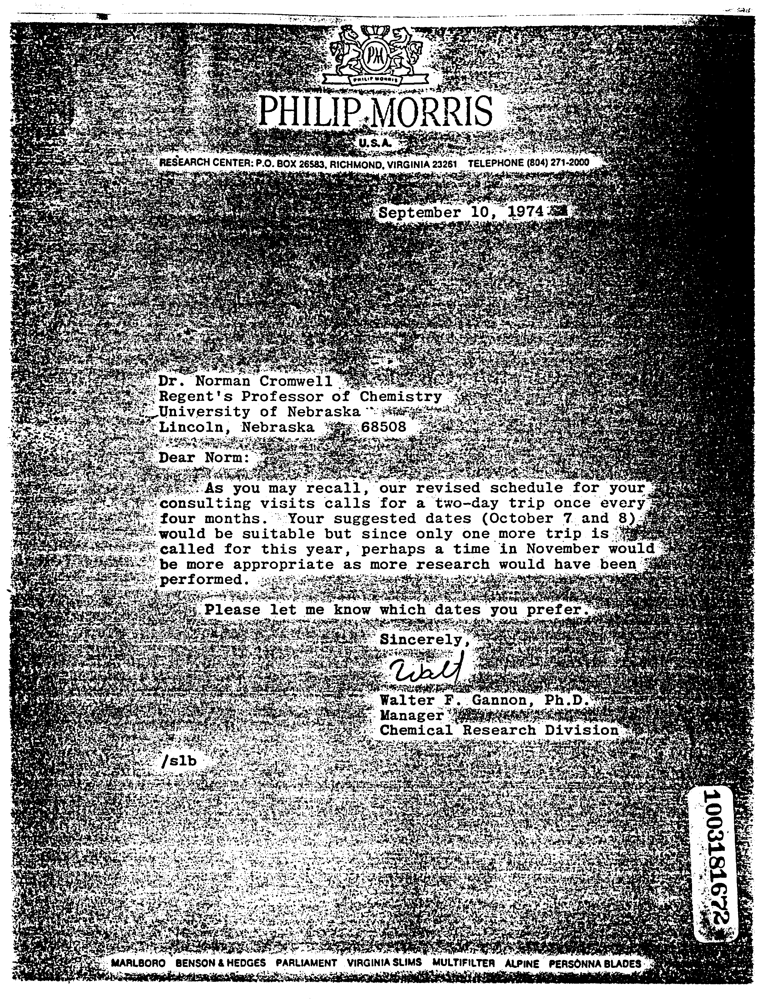 PM
PHILIP MORRIS
PHILIP MORRIS
U.S.A.
RESEARCH CENTER: P.O. BOX 26583, RICHMOND, VIRGINIA 23261 TELEPHONE (804) 271-2000
September 10, 1974
Dr. Norman Cromwell
Regent's Professor of Chemistry
University of Nebraska
Lincoln, Nebraska 68508
Dear Norm:
As you may recall, our revised schedule for your
consulting visits calls for a two-day trip once every
four months. Your suggested dates (October 7 and 8)
would be suitable but since only one more trip is
called for this year, perhaps a time in November would
be more appropriate as more research would have been
performed.
Please let me know which dates you prefer.
Sincerely,
Walt
Walter F. Gannon, Ph.D.
Manager
Chemical Research Division
/slb
1003181672
MARLBORO BENSON & HEDGES PARLIAMENT VIRGINIA SLIMS MULTIFILTER ALPINE PERSONNA BLADES